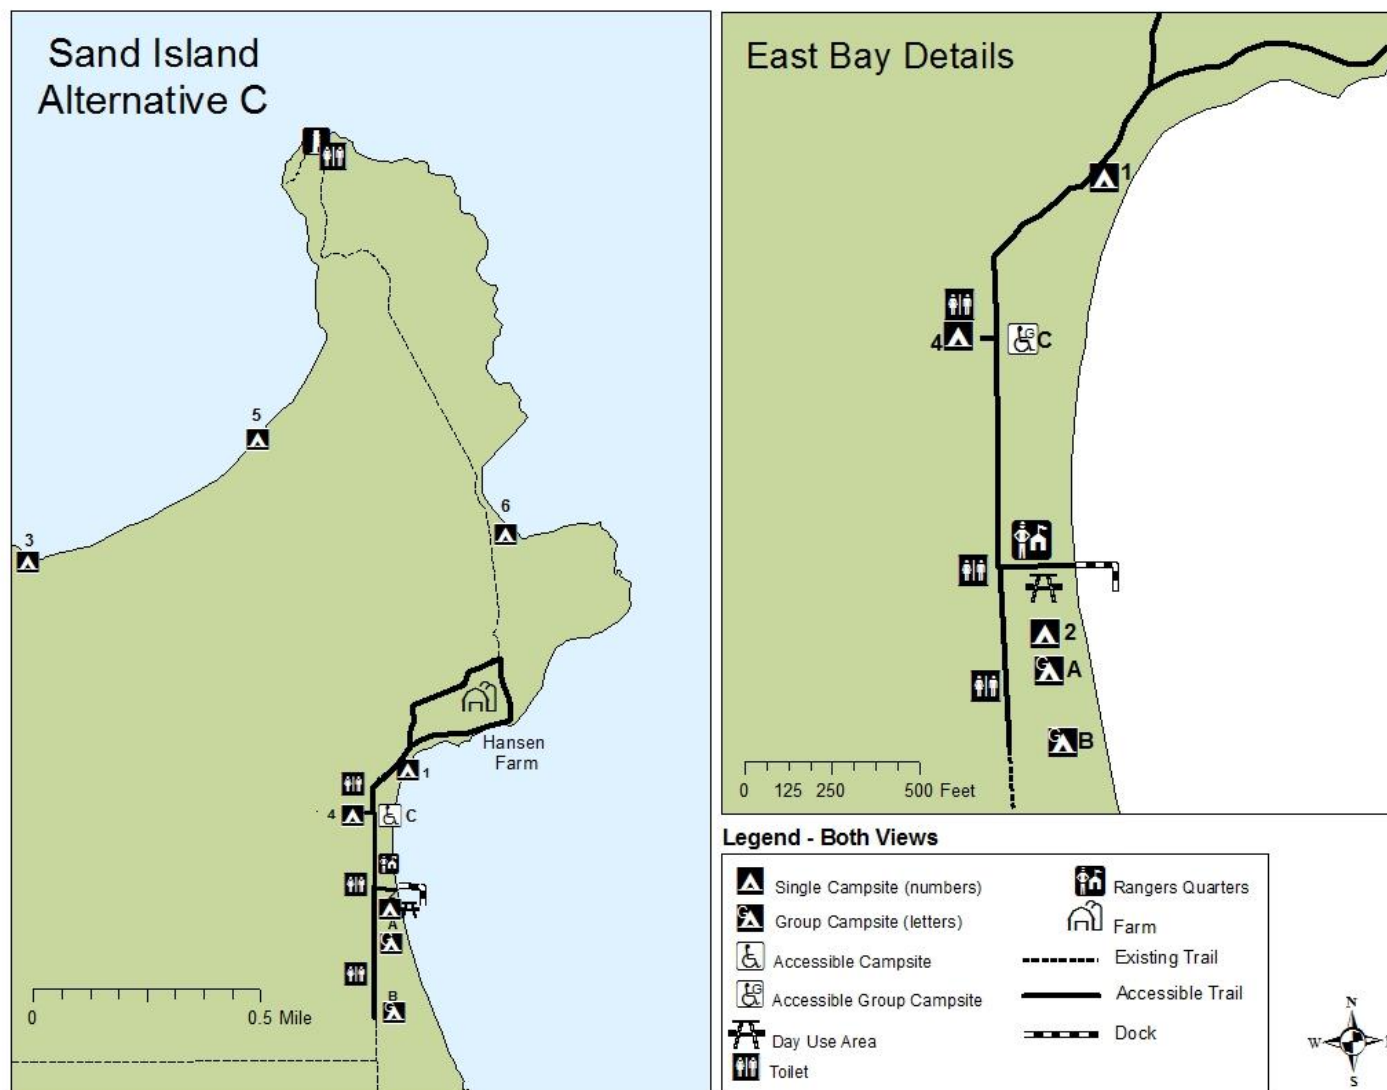 Sand Island
Alternative C
5
3
6
Hansen
Farm
1
4
C
A
G
B
G
0
0.5 Mile
East Bay Details
1
4
G
C
2
G
A
G
B
0 125 250 500 Feet
Legend - Both Views
Single Campsite (numbers)
G
Group Campsite (letters)
Accessible Campsite
G
Accessible Group Campsite
Day Use Area
Toilet
Rangers Quarters
Farm
Existing Trail
Accessible Trail
Dock
N
W
S